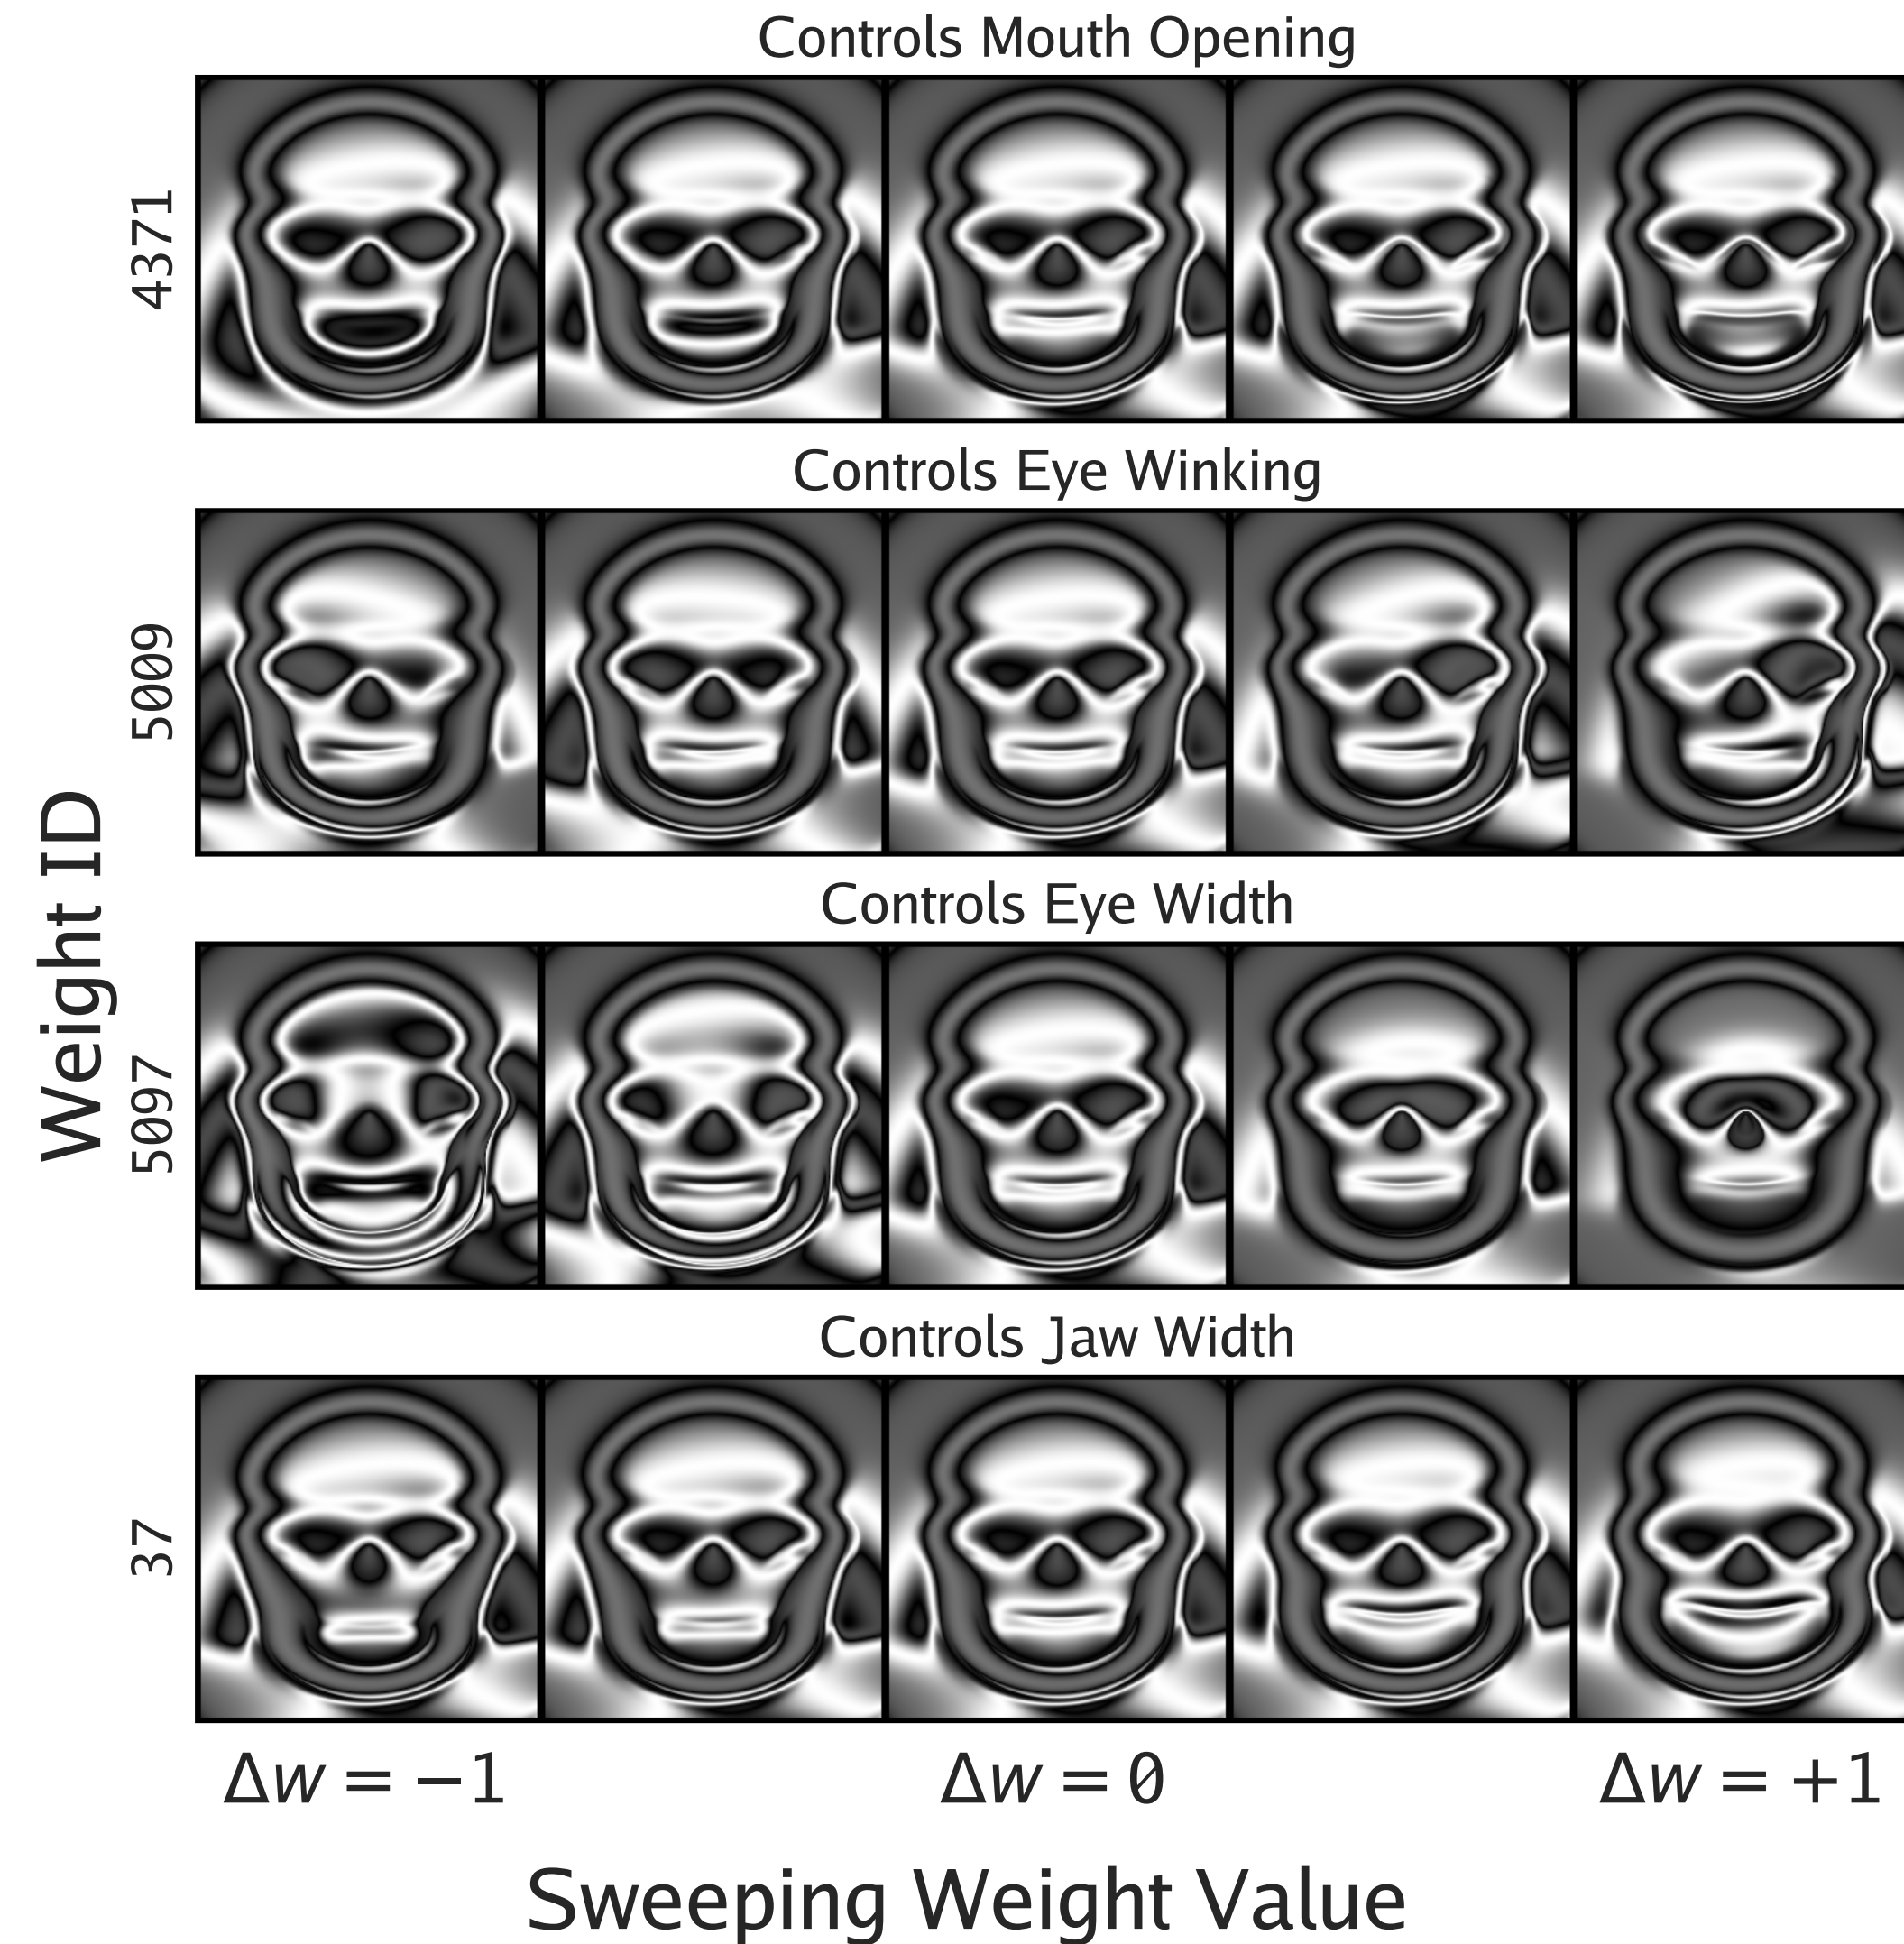 Controls Mouth Opening
4371
Controls Eye Winking
5009
Controls Eye Width
5097
Controls Jaw Width
37
Weight ID
Δw = −1
Δw = 0
Δw = +1
Sweeping Weight Value